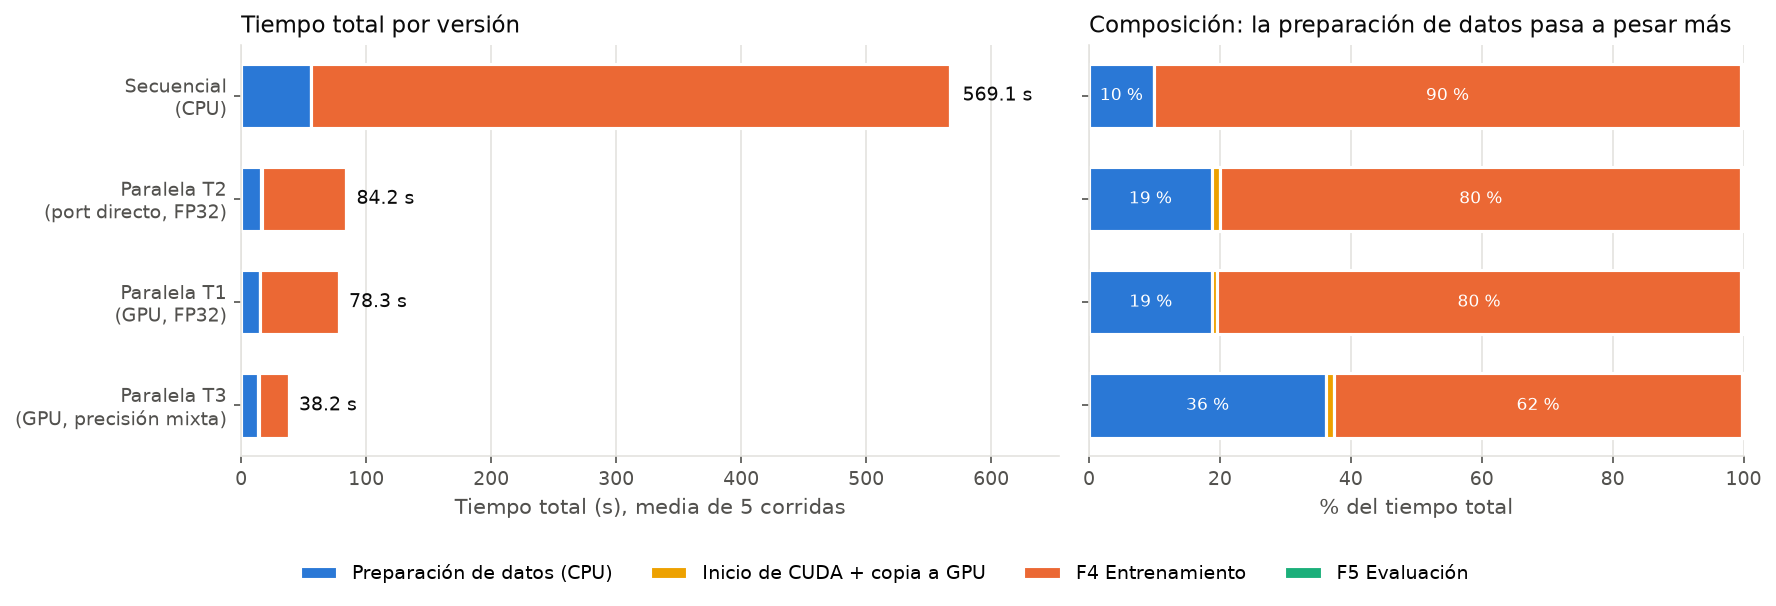 Tiempo total por versión
Composición: la preparación de datos pasa a pesar más
Secuencial
(CPU)
569.1 s
10 %
90 %
Paralela T2
(port directo, FP32)
84.2 s
19 %
80 %
Paralela T1
(GPU, FP32)
78.3 s
19 %
80 %
Paralela T3
(GPU, precisión mixta)
38.2 s
36 %
62 %
0 100 200 300 400 500 600
0 20 40 60 80 100
Tiempo total (s), media de 5 corridas
% del tiempo total
Preparación de datos (CPU) Inicio de CUDA + copia a GPU F4 Entrenamiento F5 Evaluación